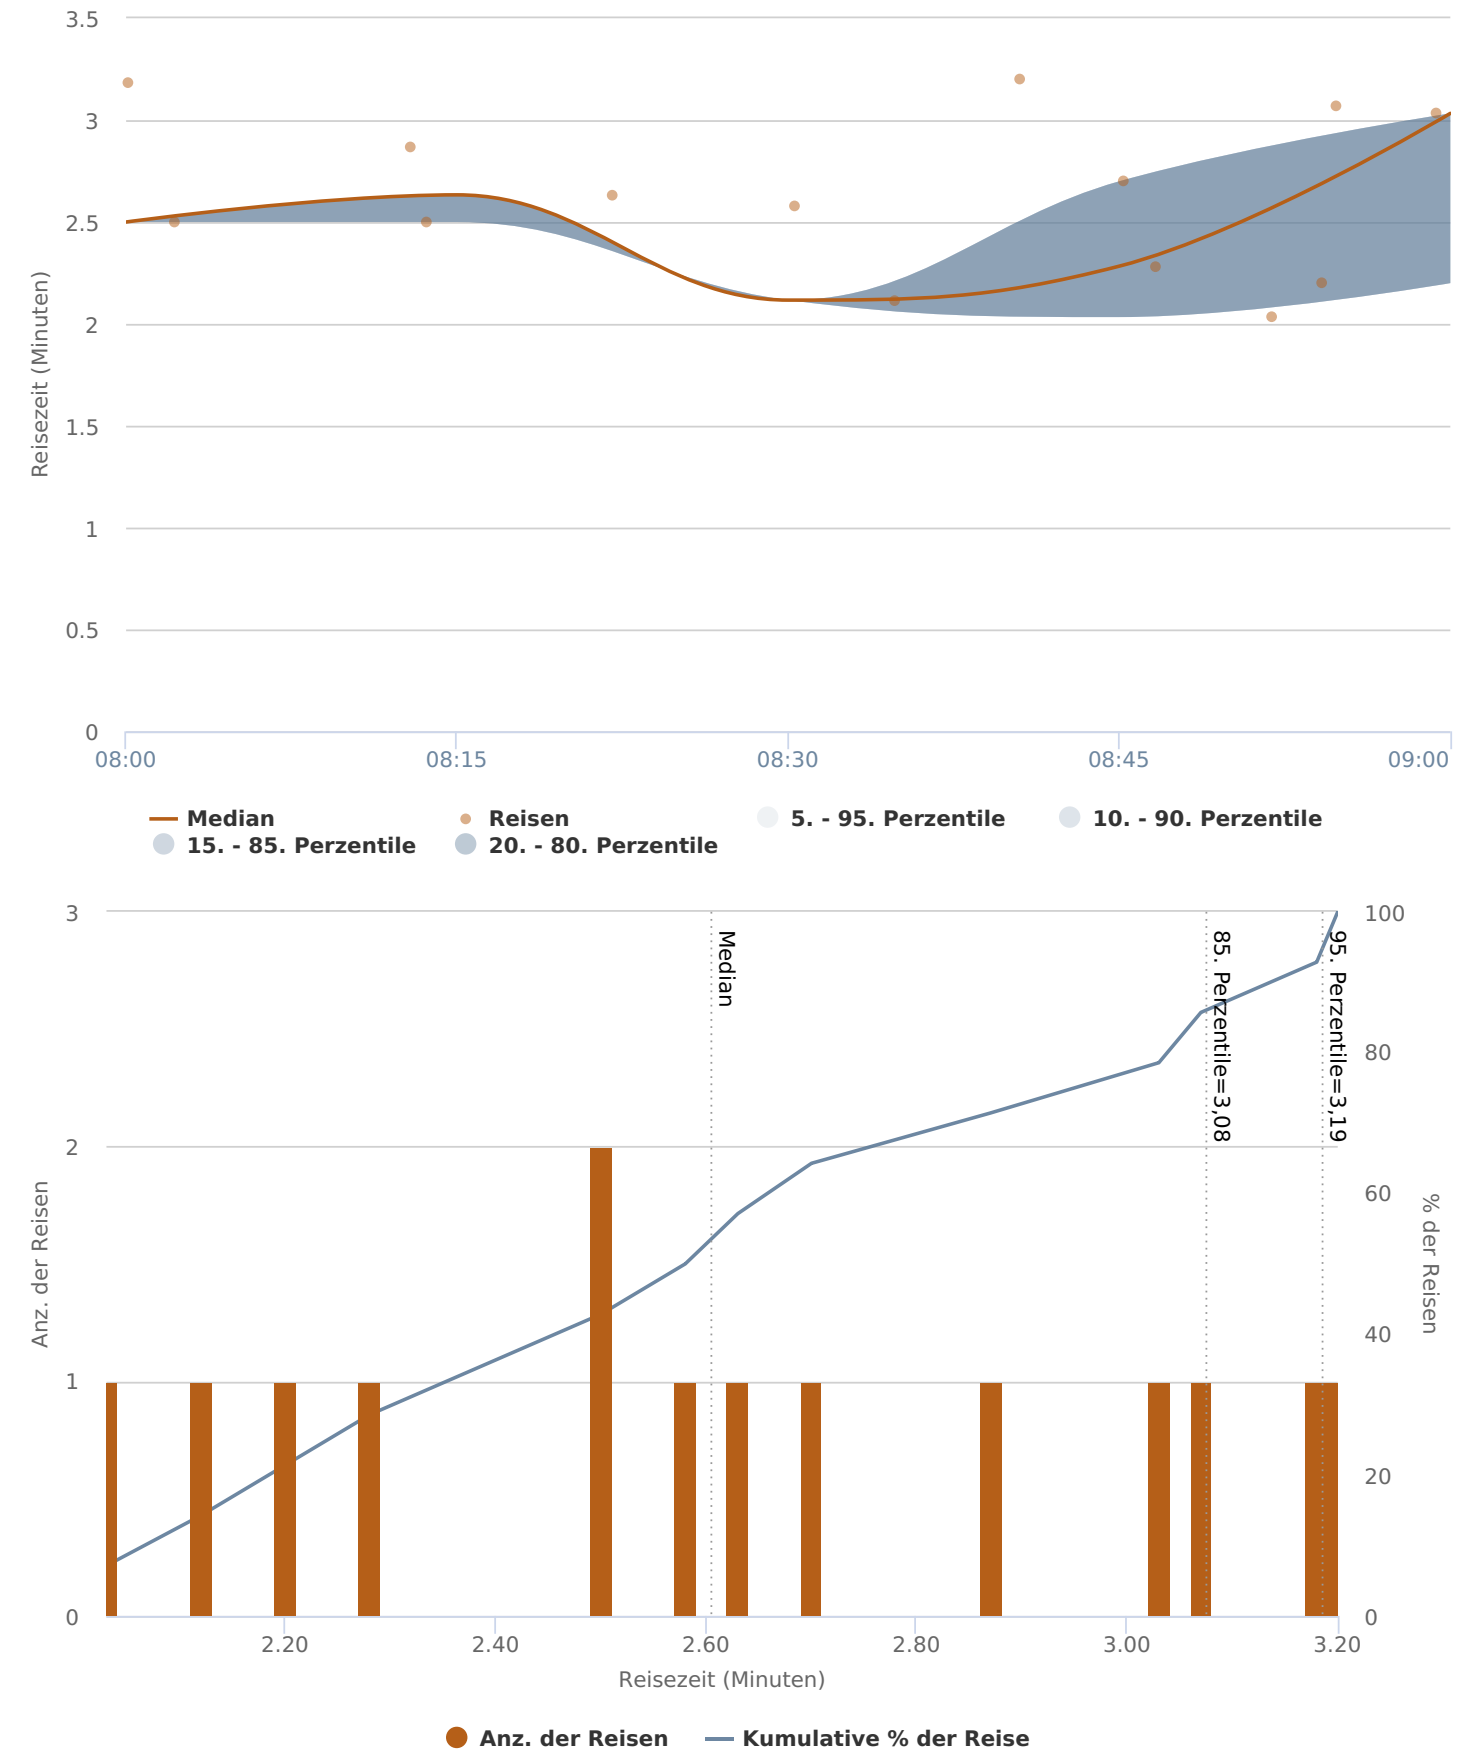 3.5
3
2.5
2
1.5
1
0.5
0
Reisezeit (Minuten)
08:00 08:15 08:30 08:45 09:00
Median Reisen 5. - 95. Perzentile 10. - 90. Perzentile
15. - 85. Perzentile 20. - 80. Perzentile
3
2
1
0
Anz. der Reisen
Median
85. Perzentile=3,08
95. Perzentile=3,19
100
80
60
40
20
0
% der Reisen
2.20 2.40 2.60 2.80 3.00 3.20
Reisezeit (Minuten)
Anz. der Reisen Kumulative % der Reise